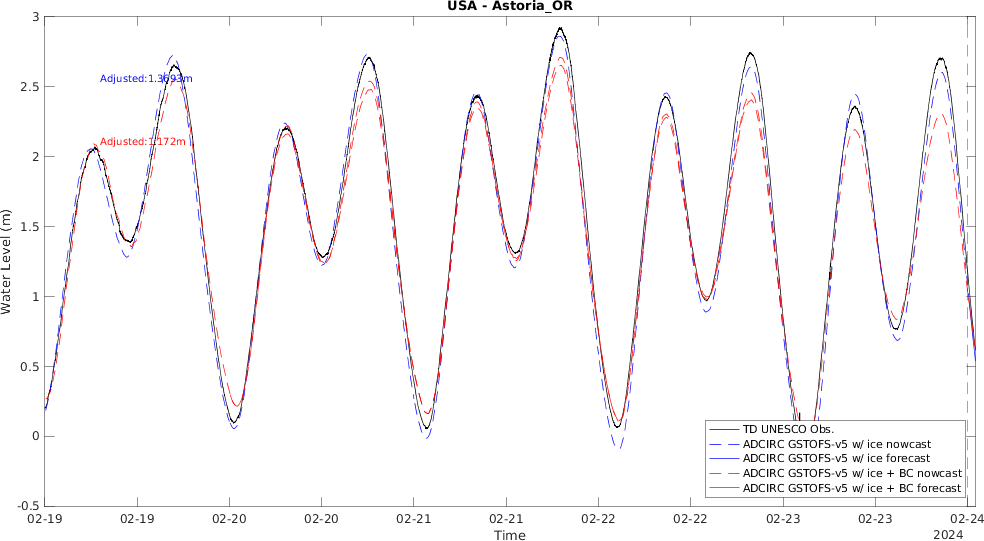 USA - Astoria_OR
3
2.5
2
1.5
1
0.5
0
-0.5
Water Level (m)
Adjusted:1.3693m
Adjusted:1.172m
TD UNESCO Obs.
ADCIRC GSTOFS-v5 w/ ice nowcast
ADCIRC GSTOFS-v5 w/ ice forecast
ADCIRC GSTOFS-v5 w/ ice + BC nowcast
ADCIRC GSTOFS-v5 w/ ice + BC forecast
02-19 02-19 02-20 02-20 02-21 02-21 02-22 02-22 02-23 02-23 02-24
Time
2024